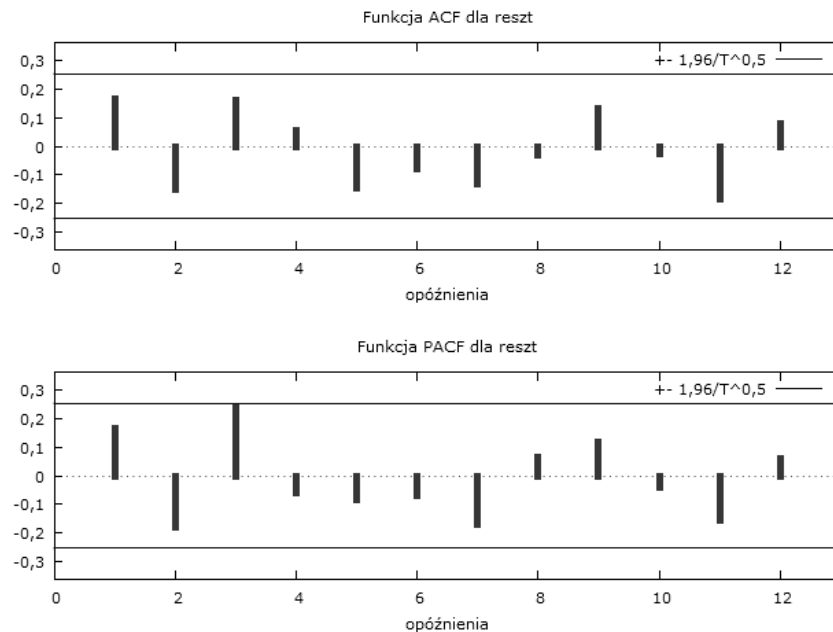 Funkcja ACF dla reszt
+- 1,96/T^0,5
0,3
0,2
0,1
0
-0,1
-0,2
-0,3
0 2 4 6 8 10 12
opóźnienia
Funkcja PACF dla reszt
+- 1,96/T^0,5
0,3
0,2
0,1
0
-0,1
-0,2
-0,3
0 2 4 6 8 10 12
opóźnienia